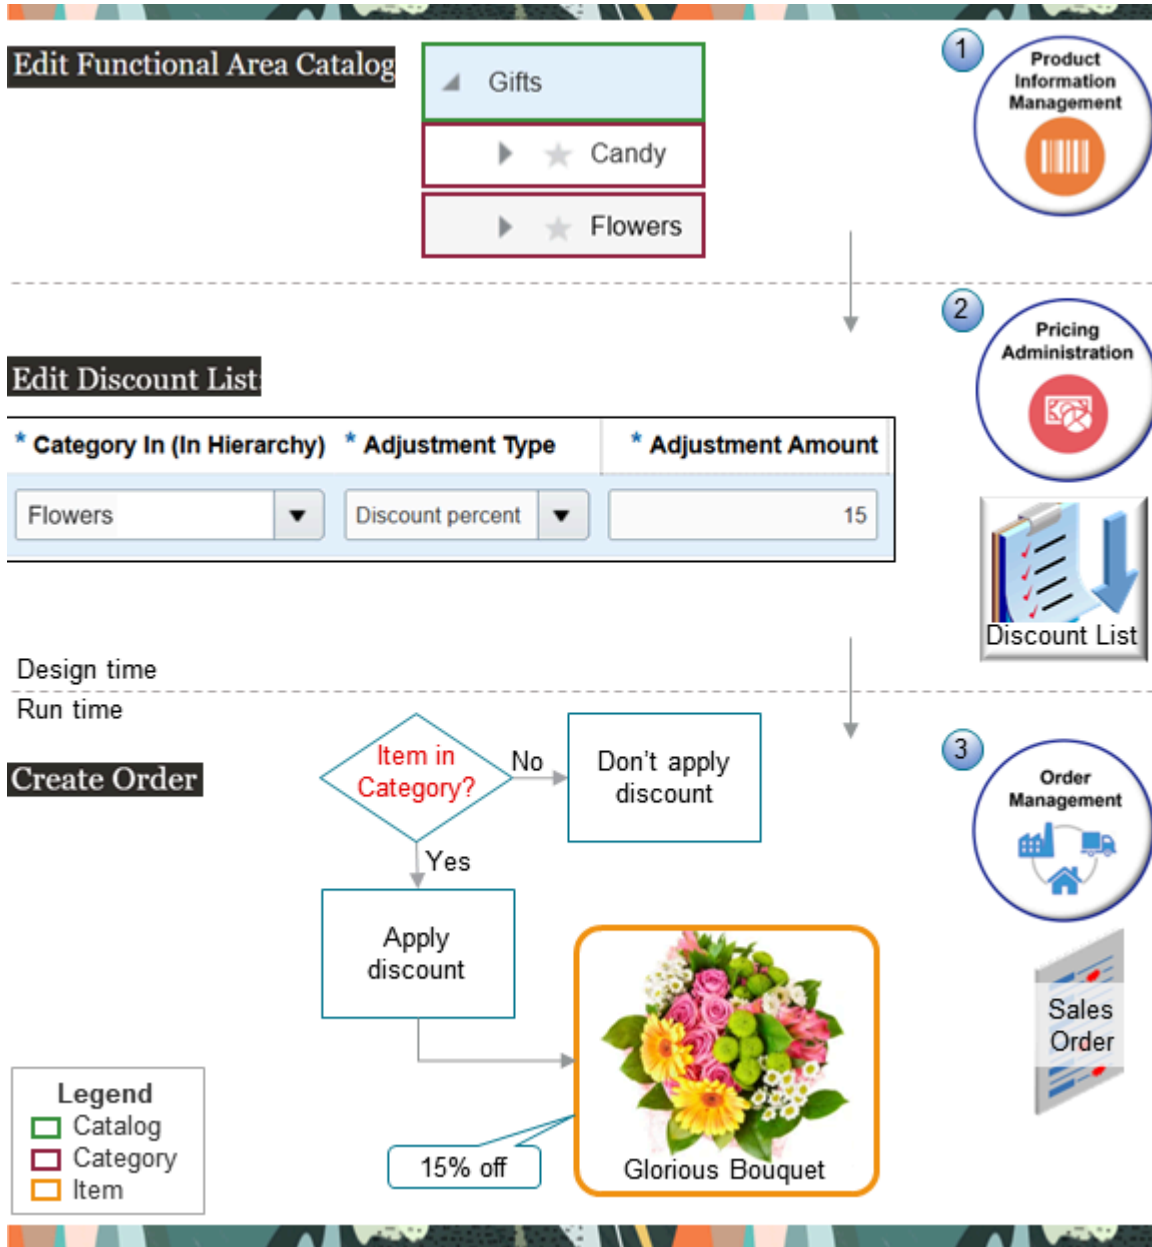 Edit Functional Area Catalog
Gifts
Candy
Flowers
1
Product
Information
Management
2
Pricing
Administration
Edit Discount List:
* Category In (In Hierarchy) * Adjustment Type * Adjustment Amount
Flowers Discount percent 15
Discount List
Design time
Run time
3
Order
Management
Create Order
Item in
Category?
No
Don't apply
discount
Yes
Apply
discount
Sales
Order
Legend
Catalog
Category
Item
15% off
Glorious Bouquet